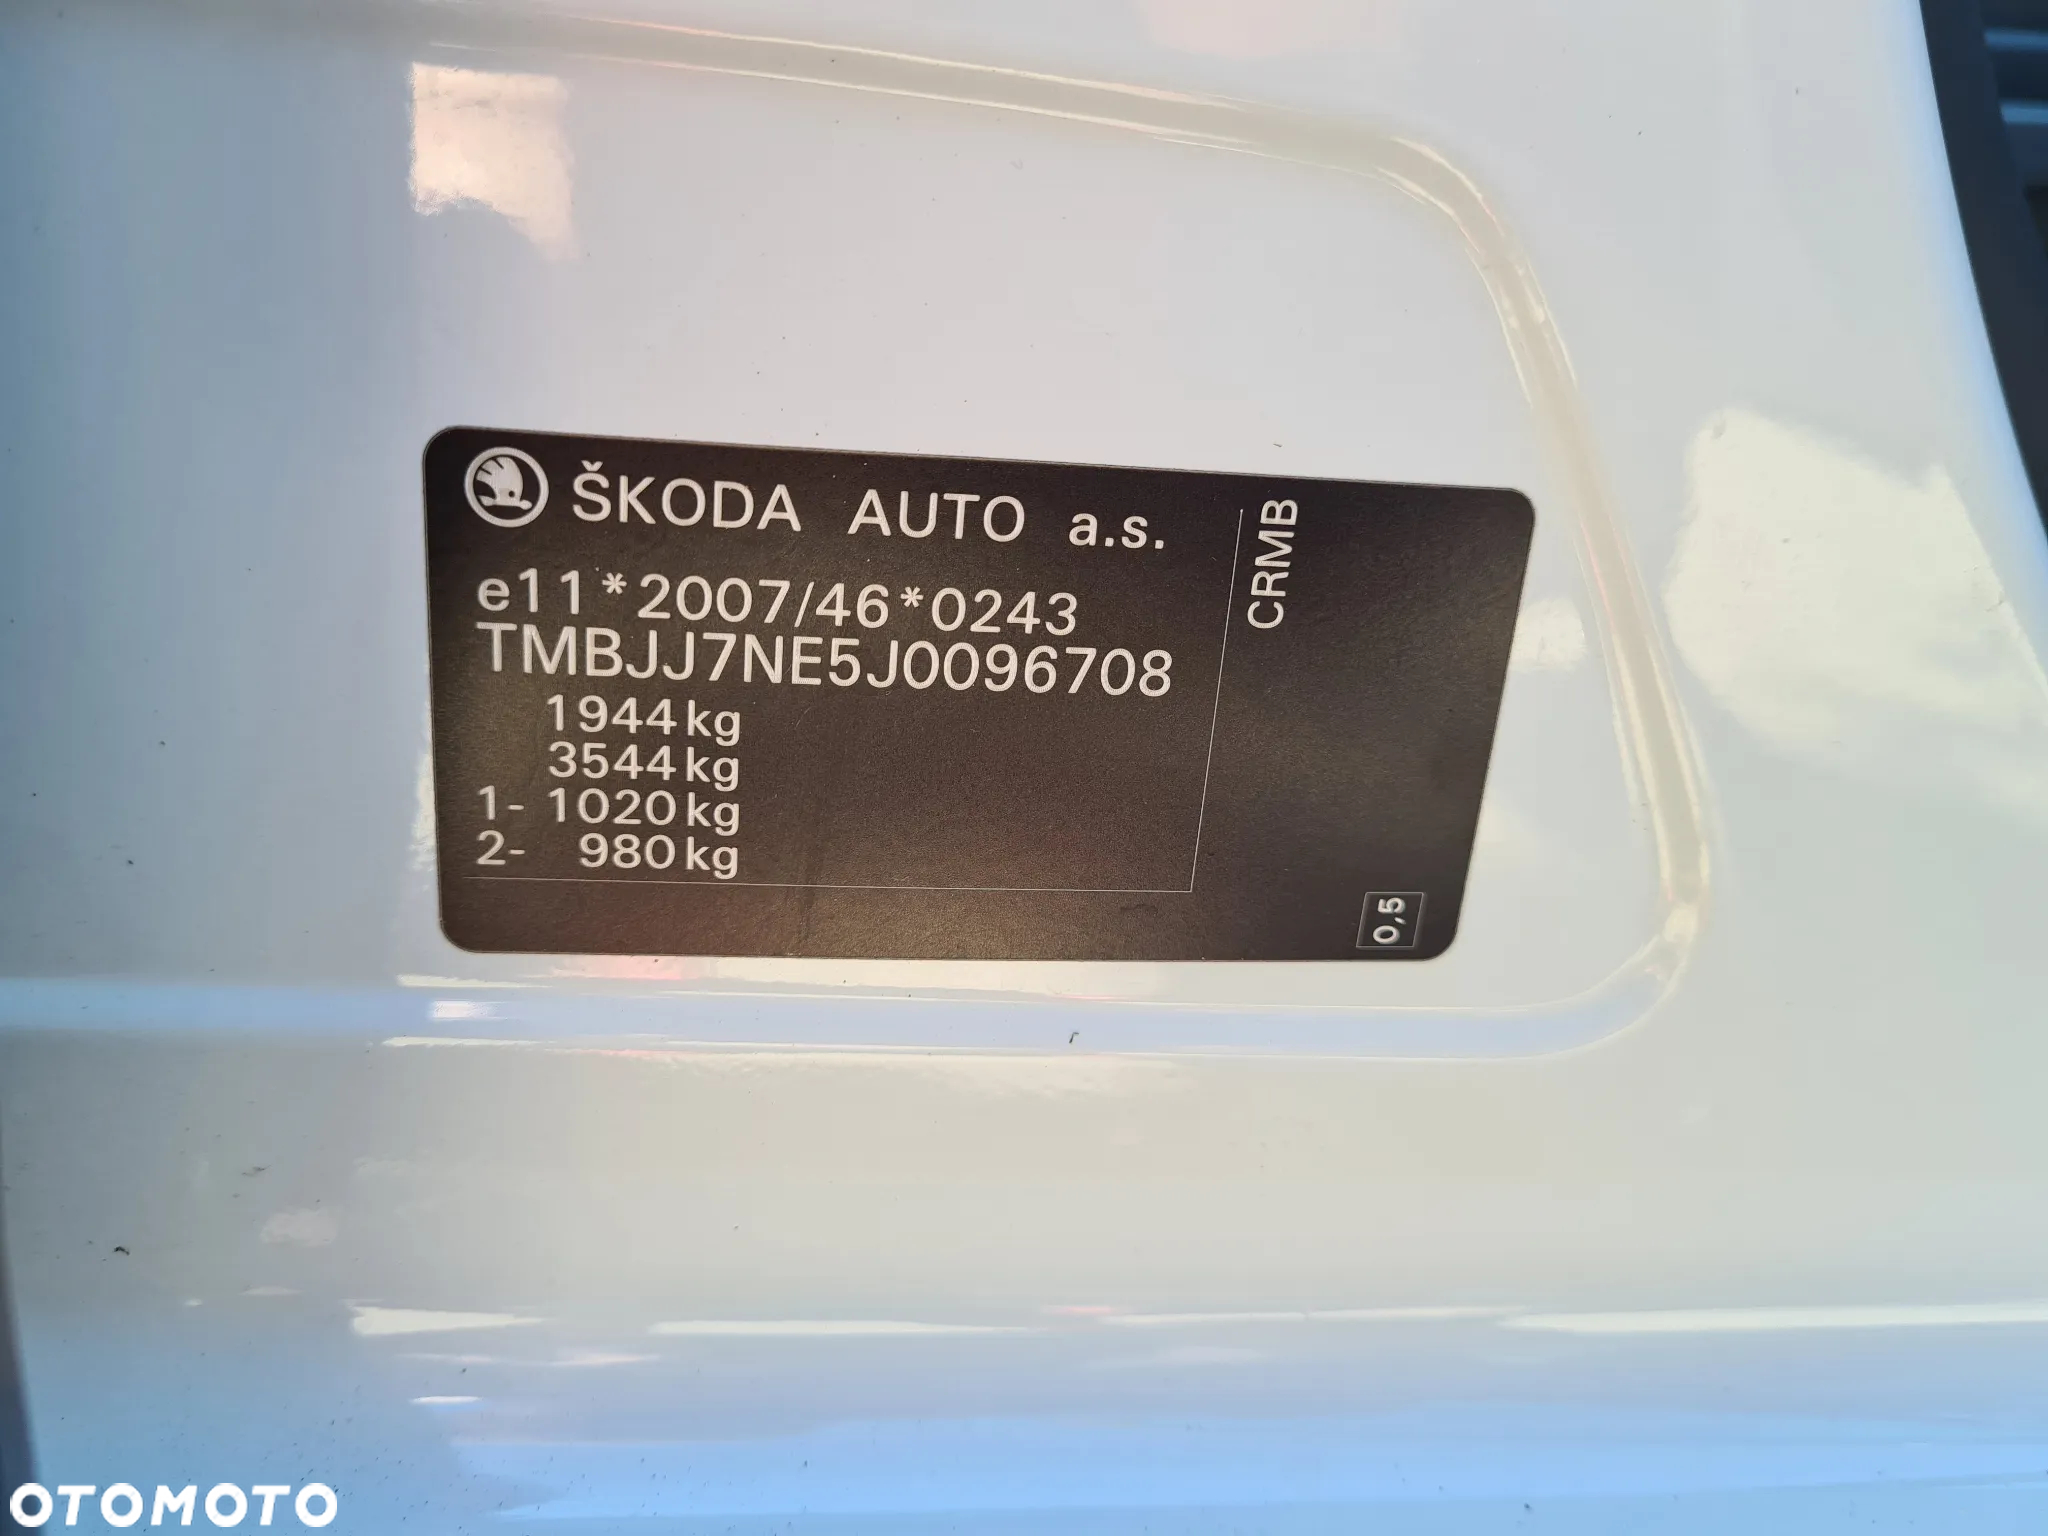 ŠKODA AUTO a.s.
e11*2007/46*0243
TMBJJ7NE5J0096708
1944kg
3544kg
1- 1020kg
2- 980kg
CRMB
0,5
OTOMOTO